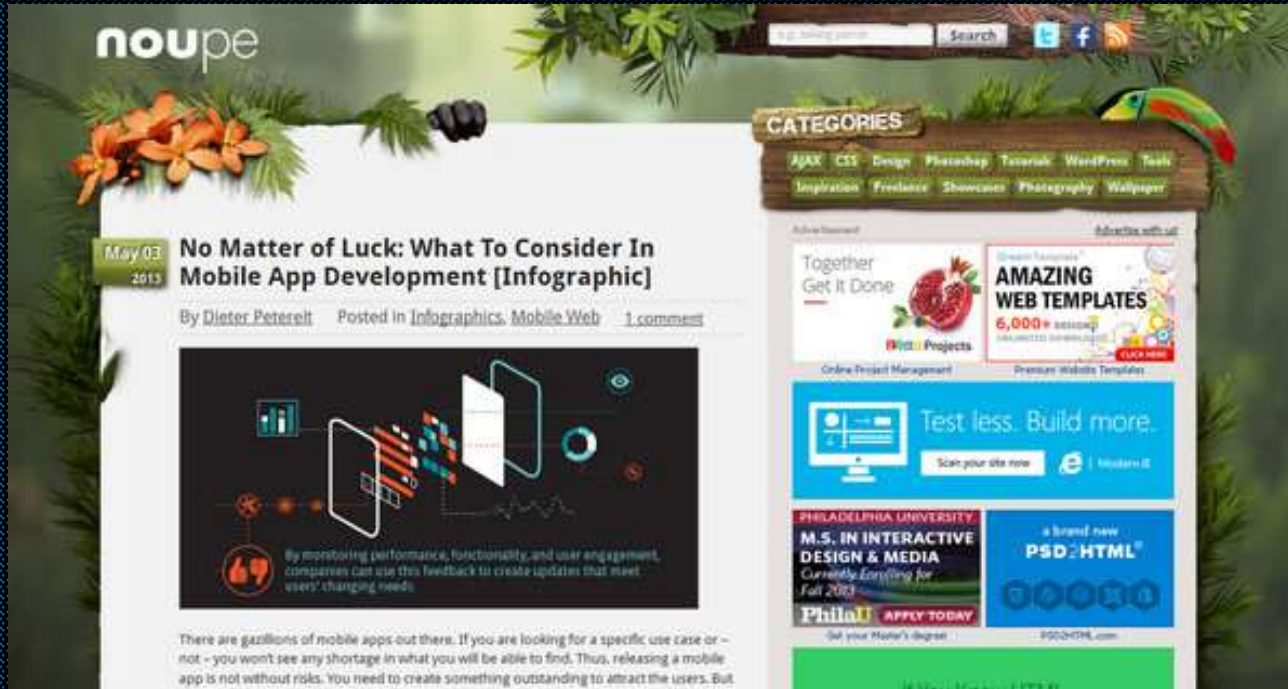 noupe
Search
CATEGORIES
AJAX CSS Design Photoshop Tutorials WordPress Tools
Inspiration Freelance Showcases Photography Wallpaper
May 03
2013
No Matter of Luck: What To Consider In
Mobile App Development [Infographic]
By Dieter Petereit Posted in Infographics, Mobile Web 1 comment
By monitoring performance, functionality, and user engagement,
companies can use this feedback to create updates that meet
users' changing needs.
There are gazillions of mobile apps out there. If you are looking for a specific use case or –
not – you won't see any shortage in what you will be able to find. Thus, releasing a mobile
app is not without risks. You need to create something outstanding to attract the users. But
Advertisement Advertise with us!
Together
Get it Done
Projects
Online Project Management
AMAZING
WEB TEMPLATES
6,000+ DESIGNS
UNLIMITED DOWNLOADS
CLICK HERE
Premium Website Templates
Test less. Build more.
Scan your site now
Modern.IE
PHILADELPHIA UNIVERSITY
M.S. IN INTERACTIVE
DESIGN & MEDIA
Currently Enrolling for
Fall 2013
PhilaU APPLY TODAY
Get your Master's degree
a brand new
PSD2HTML®
PSD2HTML.com